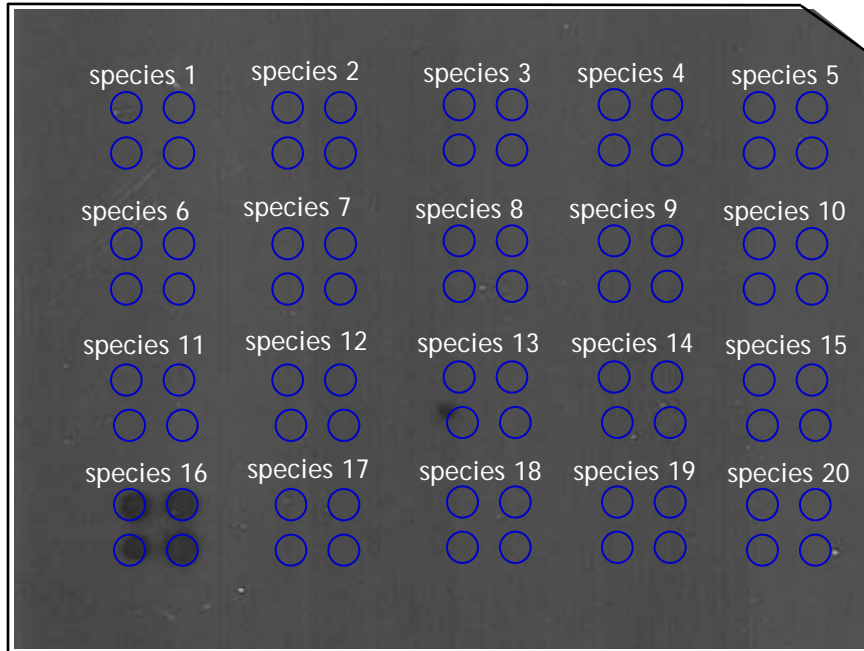 species 1
species 2
species 3
species 4
species 5
species 6
species 7
species 8
species 9
species 10
species 11
species 12
species 13
species 14
species 15
species 16
species 17
species 18
species 19
species 20